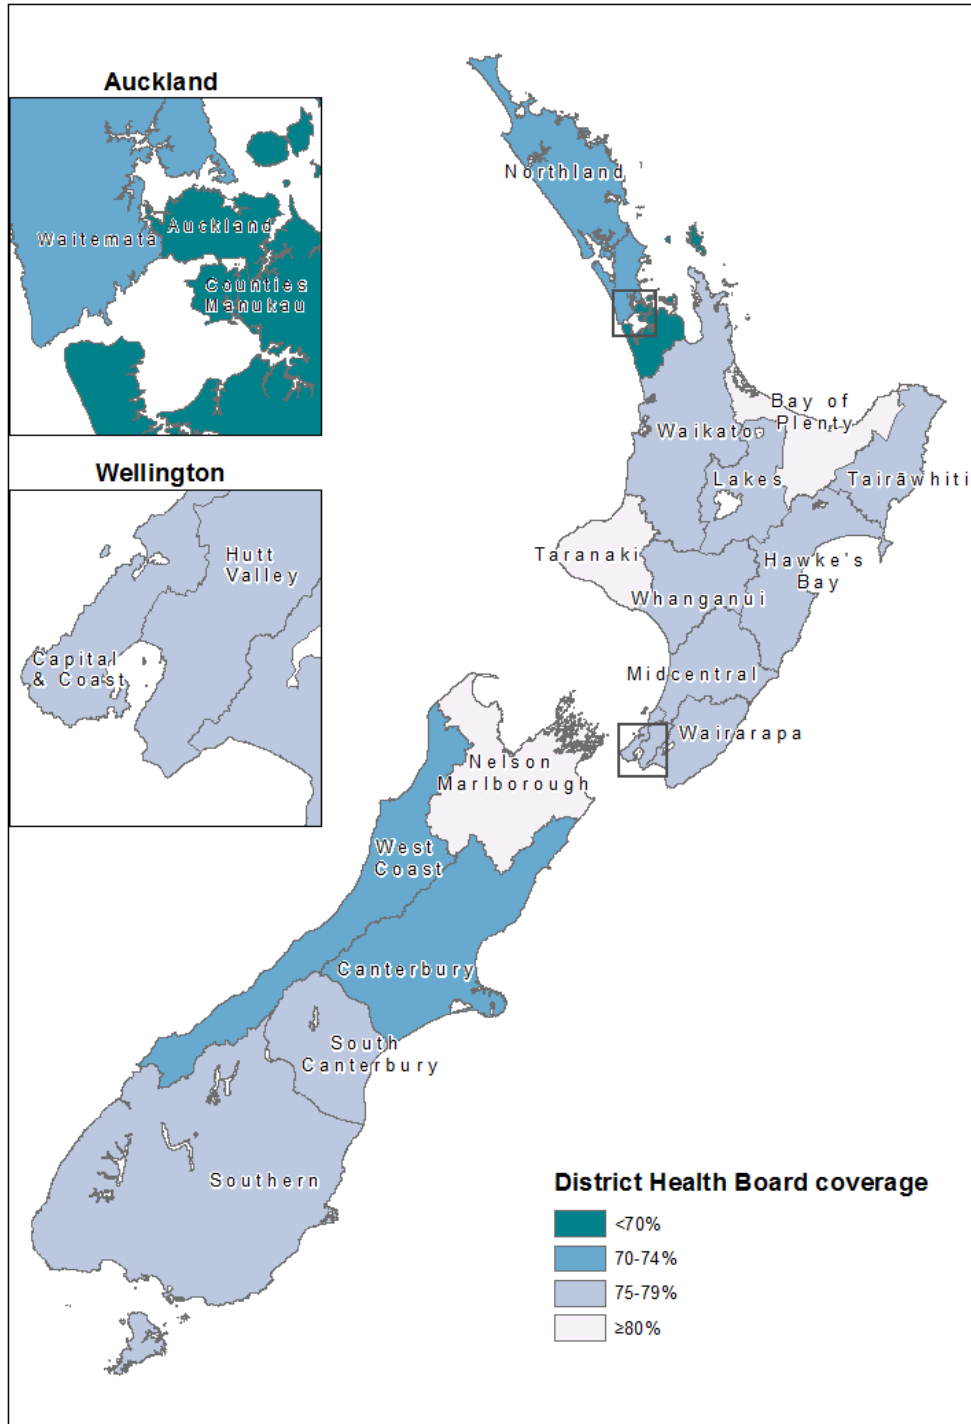 Auckland
Waitemata
Auckland
Counties
Manukau
Wellington
Hutt
Valley
Capital
& Coast
Northland
Bay of
Plenty
Waikato
Lakes
Tairāwhiti
Taranaki
Hawke's
Bay
Whanganui
Midcentral
Wairarapa
Nelson
Marlborough
West
Coast
Canterbury
South
Canterbury
Southern
District Health Board coverage
<70%
70-74%
75-79%
≥80%